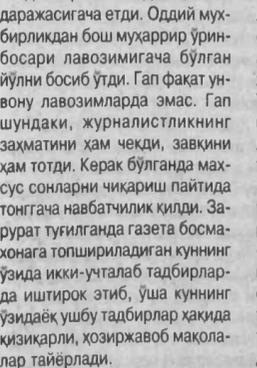 даражасигача етди. Оддий мух-
бирликдан бош муҳаррир ўрин-
босари лавозимигача бўлган
йўлни босиб ўтди. Гап фақат ун-
вону лавозимларда эмас. Гап
шундаки, журналистликнинг
заҳматини ҳам чекди, завқини
ҳам тотди. Керак бўлганда мах-
сус сонларни чиқариш пайтида
тонггача навбатчилик қилди. За-
рурат туғилганда газета босма-
хонага топшириладиган куннинг
ўзида икки-учталаб тадбирлар-
да иштирок этиб, ўша куннинг
ўзидаёқ ушбу тадбирлар ҳақида
қизиқарли, ҳозиржавоб мақола-
лар тайёрлади.